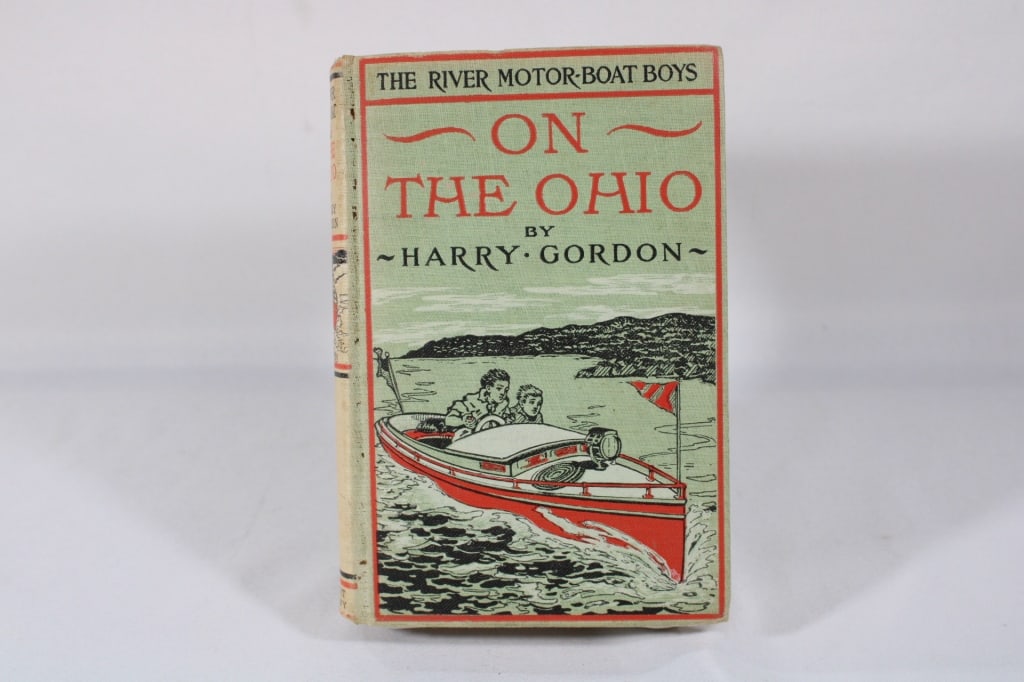 THE RIVER MOTOR-BOAT BOYS
ON
THE OHIO
BY
~HARRY·GORDON~